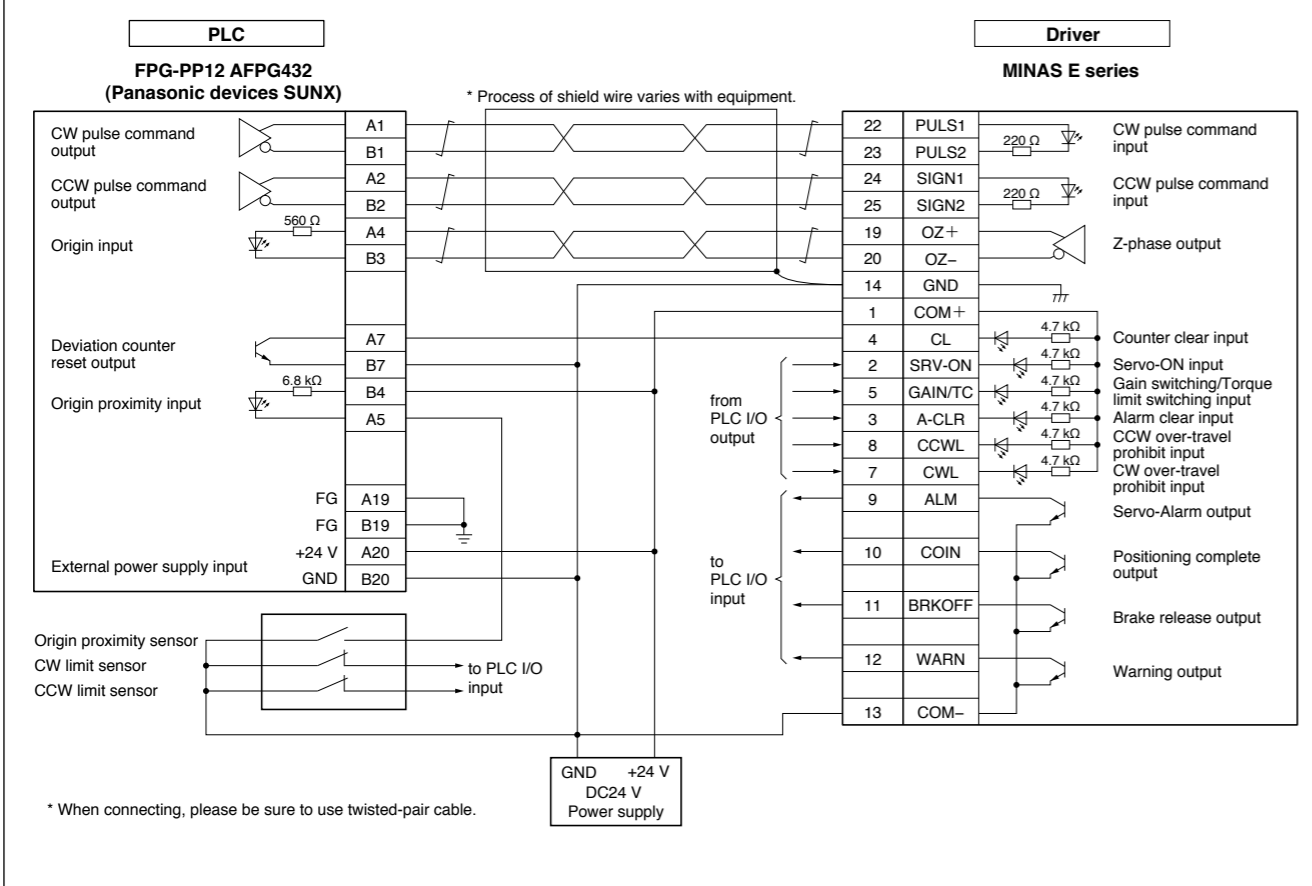 PLC
Driver
FPG-PP12 AFPG432
(Panasonic devices SUNX)
MINAS E series
* Process of shield wire varies with equipment.
CW pulse command
output
A1
B1
CCW pulse command
output
A2
B2
560 Ω
Origin input
A4
B3
Deviation counter
reset output
A7
B7
6.8 kΩ
Origin proximity input
B4
A5
FG A19
FG B19
External power supply input
+24 V A20
GND B20
Origin proximity sensor
CW limit sensor
CCW limit sensor
to PLC I/O
input
22 PULS1
23 PULS2
220 Ω
CW pulse command
input
24 SIGN1
25 SIGN2
220 Ω
CCW pulse command
input
19 OZ+
20 OZ−
Z-phase output
14 GND
1 COM+
4 CL 4.7 kΩ Counter clear input
2 SRV-ON 4.7 kΩ Servo-ON input
5 GAIN/TC 4.7 kΩ Gain switching/Torque
limit switching input
3 A-CLR 4.7 kΩ Alarm clear input
8 CCWL 4.7 kΩ CCW over-travel
prohibit input
7 CWL 4.7 kΩ CW over-travel
prohibit input
from
PLC I/O
output
9 ALM Servo-Alarm output
10 COIN Positioning complete
output
11 BRKOFF Brake release output
12 WARN Warning output
13 COM−
to
PLC I/O
input
GND +24 V
DC24 V
Power supply
* When connecting, please be sure to use twisted-pair cable.